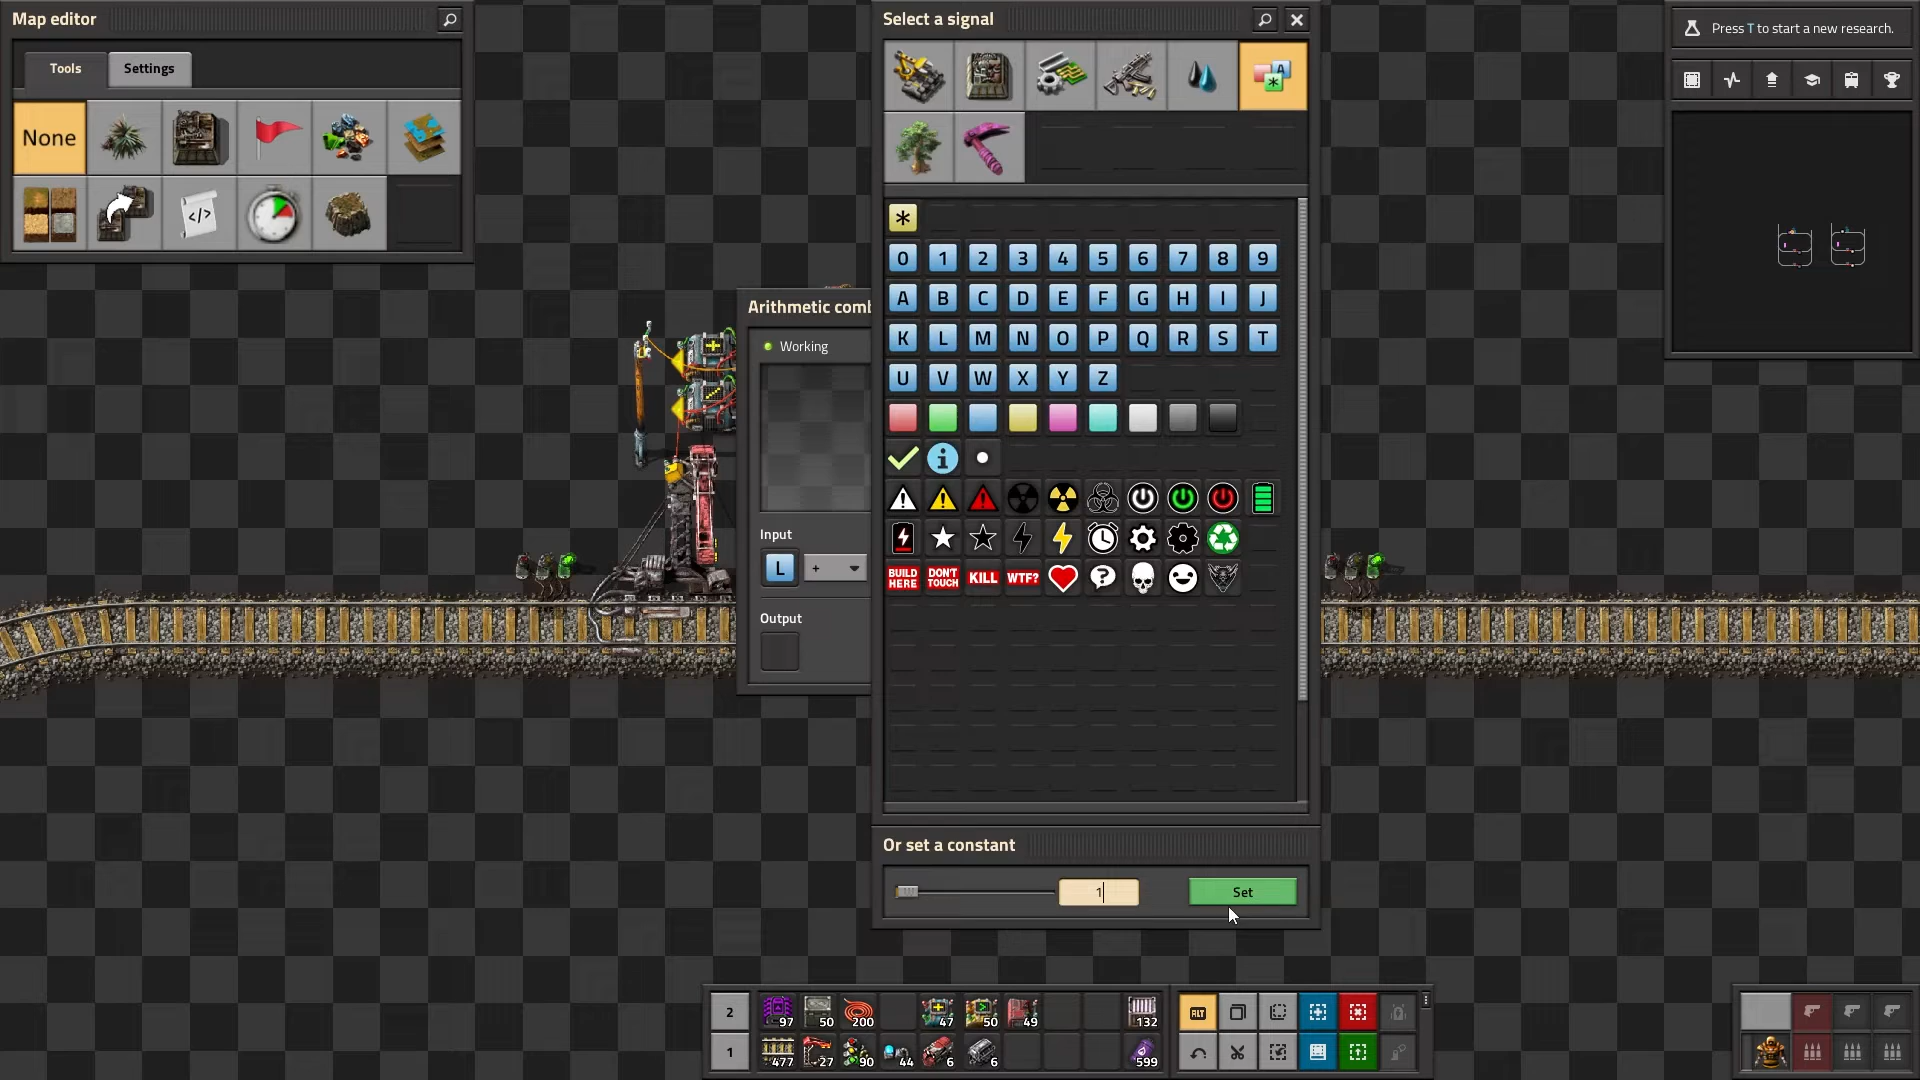 Map editor
Tools
Settings
None
</>
Select a signal
A
*
*
0 1 2 3 4 5 6 7 8 9
A B C D E F G H I J
K L M N O P Q R S T
U V W X Y Z
i
BUILD HERE DON'T TOUCH KILL WTF? ?
Or set a constant
1
Set
Arithmetic comb
Working
Input
L
+
Output
Press T to start a new research.
2
97 50 200 47 50 49 132
1
477 27 90 44 6 6 599
ALT